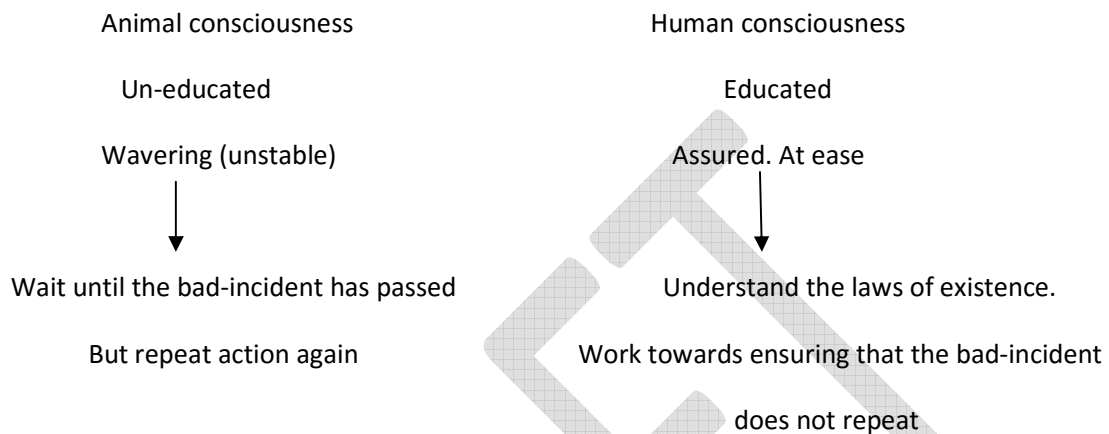 Animal consciousness
Human consciousness
Un-educated
Educated
Wavering (unstable)
Assured. At ease
Wait until the bad-incident has passed
Understand the laws of existence.
But repeat action again
Work towards ensuring that the bad-incident
does not repeat